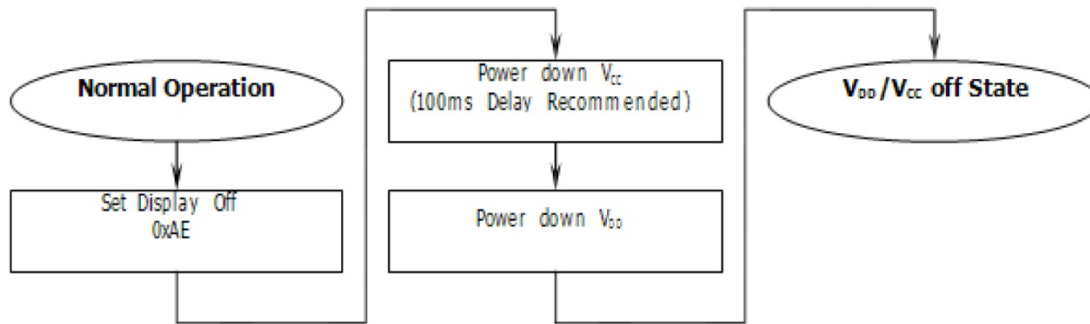 Normal Operation
Set Display Off
0xAE
Power down VCC
(100ms Delay Recommended)
Power down VDD
VDD/VCC off State